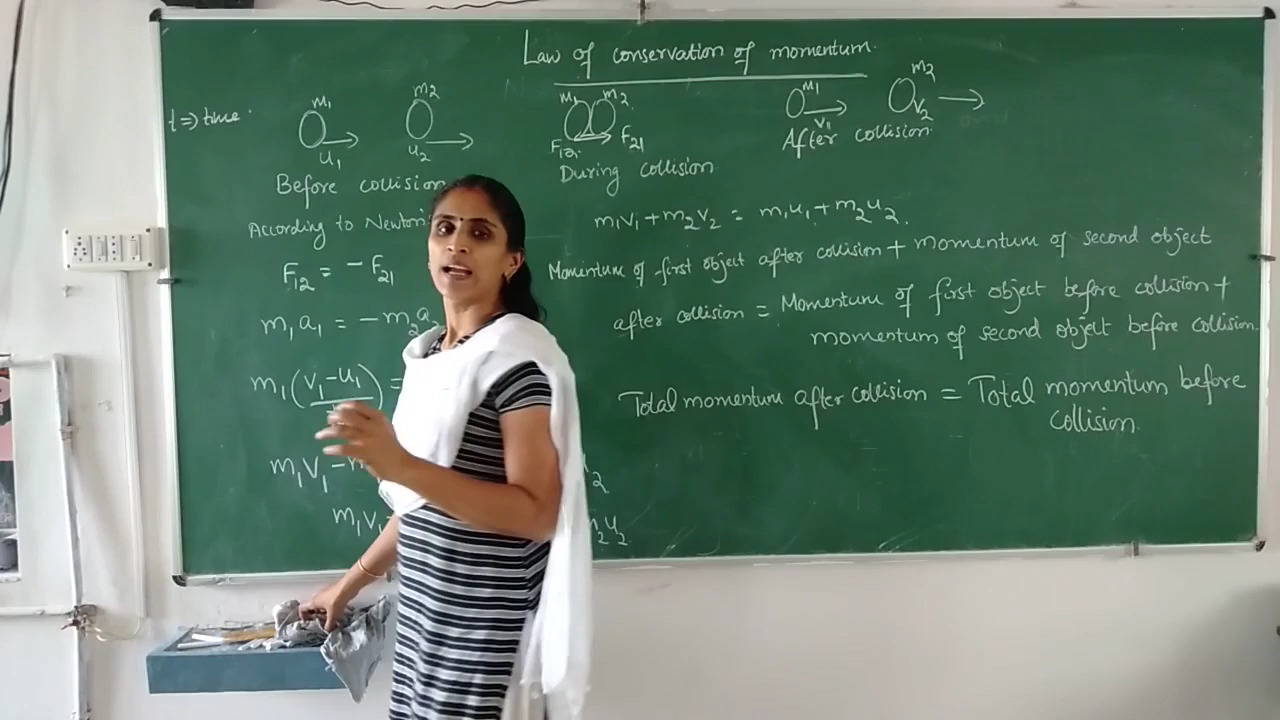 Law of conservation of momentum.
t => time.
m₁ m₂
u₁ u₂
Before collision
m₁ m₂
F₁₂. F₂₁
During collision
m₁ m₂
v₁ v₂
After collision
According to Newton
F₁₂ = - F₂₁
m₁a₁ = - m₂a
m₁(v₁-u₁) =
m₁v₁ -
m₁v₁
₂u₂.
m₁v₁ + m₂v₂ = m₁u₁ + m₂u₂.
Momentum of first object after collision + momentum of second object
after collision = Momentum of first object before collision +
momentum of second object before collision.
Total momentum after collision = Total momentum before
collision.